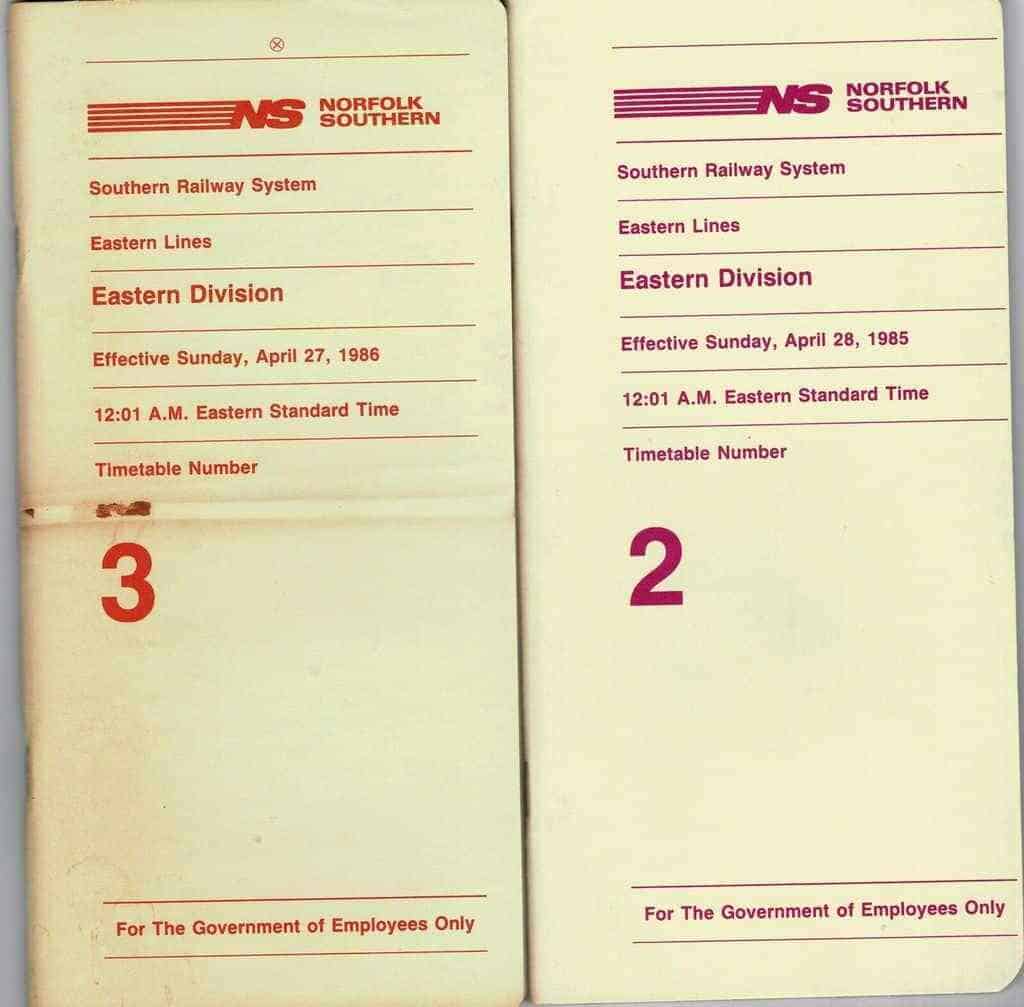 NS NORFOLK
SOUTHERN
Southern Railway System
Eastern Lines
Eastern Division
Effective Sunday, April 27, 1986
12:01 A.M. Eastern Standard Time
Timetable Number
3
For The Government of Employees Only
NS NORFOLK
SOUTHERN
Southern Railway System
Eastern Lines
Eastern Division
Effective Sunday, April 28, 1985
12:01 A.M. Eastern Standard Time
Timetable Number
2
For The Government of Employees Only